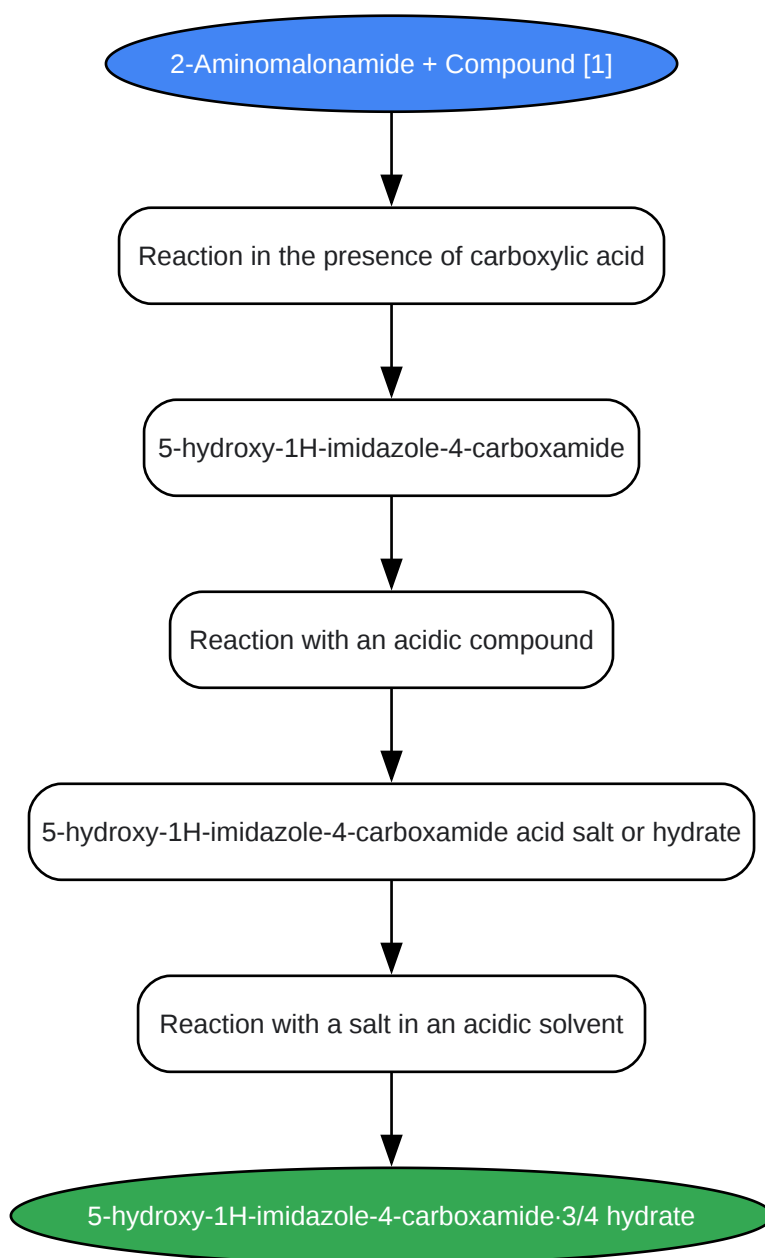 2-Aminomalonamide + Compound [1]
Reaction in the presence of carboxylic acid
5-hydroxy-1H-imidazole-4-carboxamide
Reaction with an acidic compound
5-hydroxy-1H-imidazole-4-carboxamide acid salt or hydrate
Reaction with a salt in an acidic solvent
5-hydroxy-1H-imidazole-4-carboxamide·3/4 hydrate